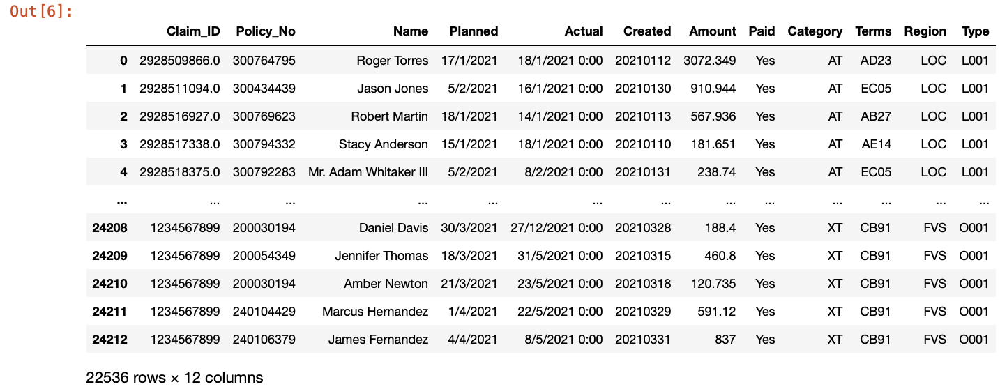 Out[6]:
Claim_ID Policy_No Name Planned Actual Created Amount Paid Category Terms Region Type
0 2928509866.0 300764795 Roger Torres 17/1/2021 18/1/2021 0:00 20210112 3072.349 Yes AT AD23 LOC L001
1 2928511094.0 300434439 Jason Jones 5/2/2021 16/1/2021 0:00 20210130 910.944 Yes AT EC05 LOC L001
2 2928516927.0 300769623 Robert Martin 18/1/2021 14/1/2021 0:00 20210113 567.936 Yes AT AB27 LOC L001
3 2928517338.0 300794332 Stacy Anderson 15/1/2021 18/1/2021 0:00 20210110 181.651 Yes AT AE14 LOC L001
4 2928518375.0 300792283 Mr. Adam Whitaker III 5/2/2021 8/2/2021 0:00 20210131 238.74 Yes AT EC05 LOC L001
... ... ... ... ... ... ... ... ... ... ... ... ...
24208 1234567899 200030194 Daniel Davis 30/3/2021 27/12/2021 0:00 20210328 188.4 Yes XT CB91 FVS O001
24209 1234567899 200054349 Jennifer Thomas 18/3/2021 31/5/2021 0:00 20210315 460.8 Yes XT CB91 FVS O001
24210 1234567899 200030194 Amber Newton 21/3/2021 23/5/2021 0:00 20210318 120.735 Yes XT CB91 FVS O001
24211 1234567899 240104429 Marcus Hernandez 1/4/2021 22/5/2021 0:00 20210329 591.12 Yes XT CB91 FVS O001
24212 1234567899 240106379 James Fernandez 4/4/2021 8/5/2021 0:00 20210331 837 Yes XT CB91 FVS O001
22536 rows × 12 columns